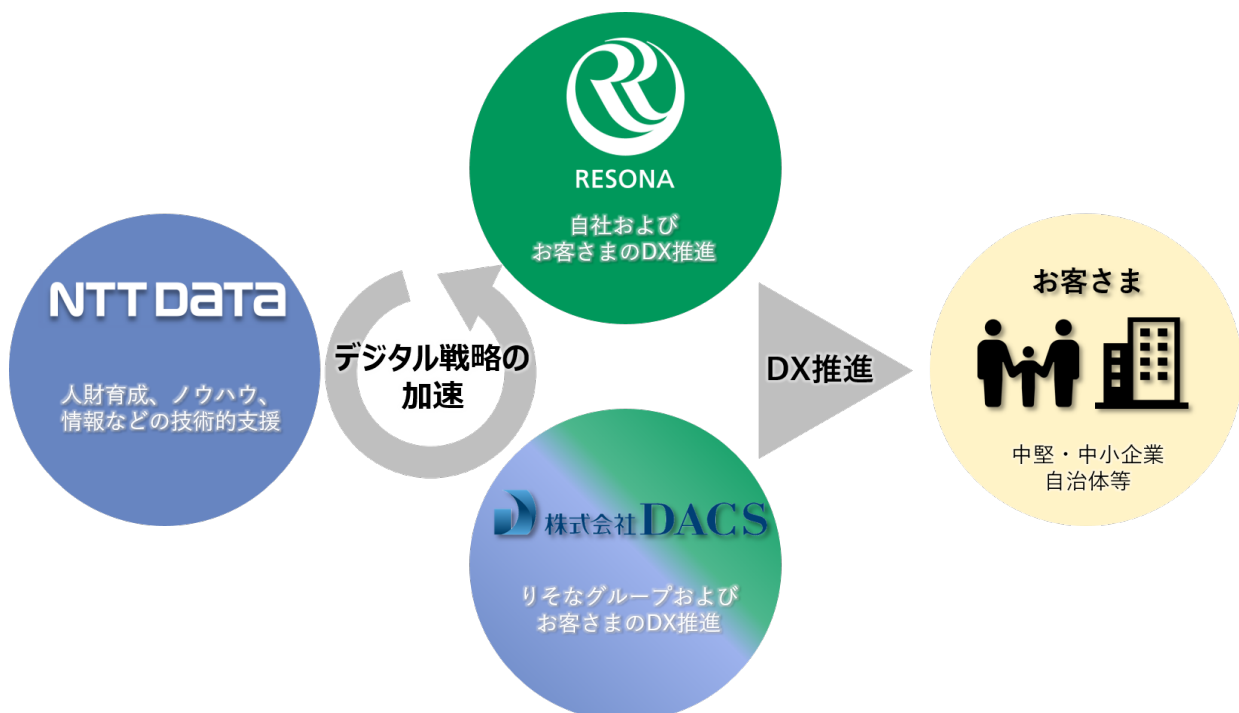 RESONA
自社および
お客さまのDX推進
NTT DATA
人財育成、ノウハウ、
情報などの技術的支援
デジタル戦略の
加速
DX推進
お客さま
中堅・中小企業
自治体等
株式会社DACS
りそなグループおよび
お客さまのDX推進